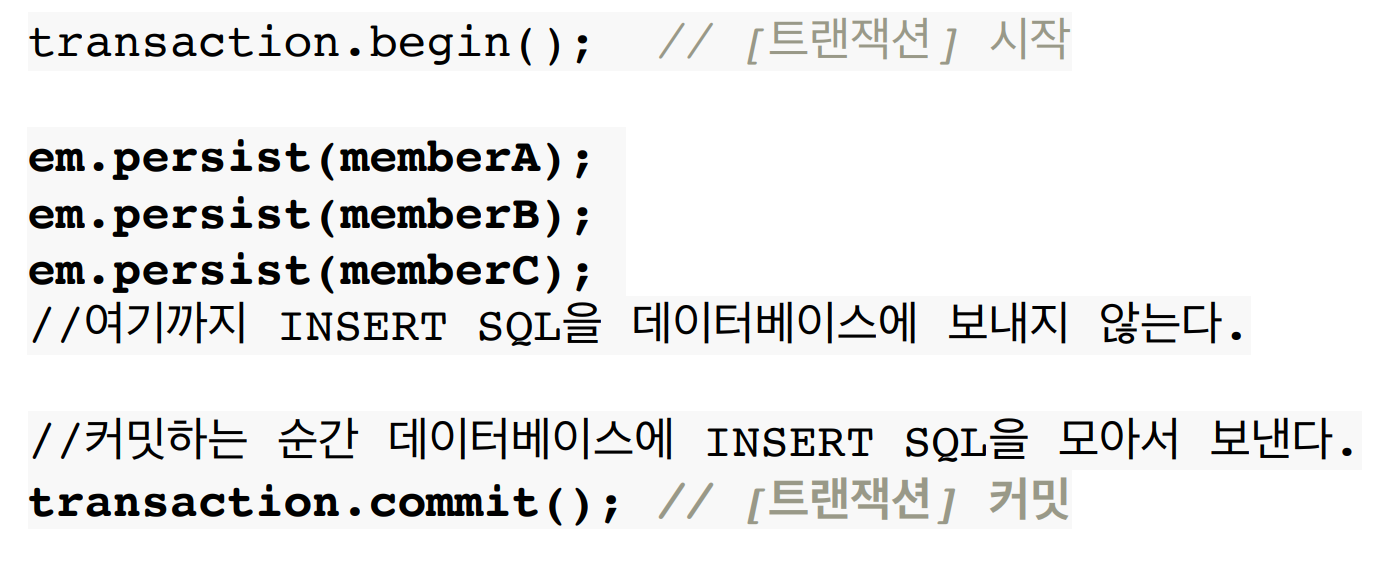 transaction.begin();  // [트랜잭션] 시작
em.persist(memberA);
em.persist(memberB);
em.persist(memberC);
//여기까지 INSERT SQL을 데이터베이스에 보내지 않는다.
//커밋하는 순간 데이터베이스에 INSERT SQL을 모아서 보낸다.
transaction.commit(); // [트랜잭션] 커밋